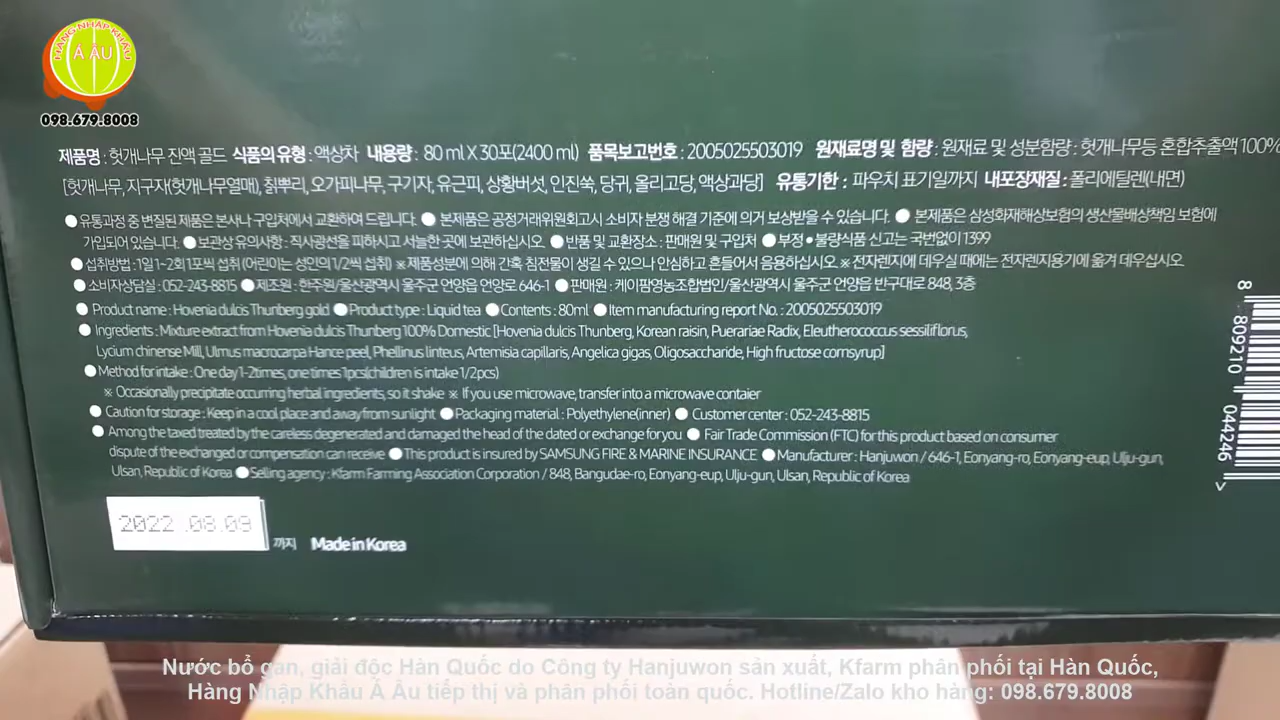 HÀNG NHẬP KHẨU
Á ÂU
098.679.8008
제품명 : 헛개나무 진액 골드 식품의 유형 : 액상차 내용량 : 80 ml X 30포(2400 ml) 품목보고번호 : 2005025503019 원재료명 및 함량 : 원재료 및 성분함량 : 헛개나무등 혼합추출액 100%
[헛개나무, 지구자(헛개나무열매), 칡뿌리, 오가피나무, 구기자, 유근피, 상황버섯, 인진쑥, 당귀, 올리고당, 액상과당] 유통기한 : 파우치 표기일까지 내포장재질 : 폴리에틸렌(내면)
● 유통과정 중 변질된 제품은 본사나 구입처에서 교환하여 드립니다. ● 본제품은 공정거래위원회고시 소비자 분쟁 해결 기준에 의거 보상받을 수 있습니다. ● 본제품은 삼성화재해상보험의 생산물배상책임 보험에
가입되어 있습니다. ● 보관상 유의사항 : 직사광선을 피하시고 서늘한 곳에 보관하십시오. ● 반품 및 교환장소 : 판매원 및 구입처 ● 부정 • 불량식품 신고는 국번없이 1399
● 섭취방법 : 1일 1~2회 1포씩 섭취 (어린이는 성인의 1/2씩 섭취) ※ 제품성분에 의해 간혹 침전물이 생길 수 있으나 안심하고 흔들어서 음용하십시오. ※ 전자렌지에 데우실 때에는 전자렌지용기에 옮겨 데우십시오.
● 소비자상담실 : 052-243-8815 ● 제조원 : 한주원/울산광역시 울주군 언양읍 언양로 646-1 ● 판매원 : 케이팜영농조합법인/울산광역시 울주군 언양읍 반구대로 848, 3층
● Product name : Hovenia dulcis Thunberg gold ● Product type : Liquid tea ● Contents : 80ml ● Item manufacturing report No. : 2005025503019
● Ingredients : Mixture extract from Hovenia dulcis Thunberg 100% Domestic [Hovenia dulcis Thunberg, Korean raisin, Puerariae Radix, Eleutherococcus sessiliflorus,
Lycium chinense Mill, Ulmus macrocarpa Hance peel, Phellinus linteus, Artemisia capillaris, Angelica gigas, Oligosaccharide, High fructose cornsyrup]
● Method for intake : One day 1-2times, one times 1pcs(children is intake 1/2pcs)
※ Occasionally precipitate occurring herbal ingredients, so it shake ※ If you use microwave, transfer into a microwave contaier
● Caution for storage : Keep in a cool place and away from sunlight ● Packaging material : Polyethylene(inner) ● Customer center : 052-243-8815
● Among the taxed treated by the careless degenerated and damaged the head of the dated or exchange for you ● Fair Trade Commission (FTC) for this product based on consumer
dispute of the exchanged or compensation can receive ● This product is insured by SAMSUNG FIRE & MARINE INSURANCE ● Manufacturer : Hanjuwon / 646-1, Eonyang-ro, Eonyang-eup, Ulju-gun,
Ulsan, Republic of Korea ● Selling agency : Kfarm Farming Association Corporation / 848, Bangudae-ro, Eonyang-eup, Ulju-gun, Ulsan, Republic of Korea
2022 .08.09 까지 Made in Korea
8 809210 044246 >
Nước bổ gan, giải độc Hàn Quốc do Công ty Hanjuwon sản xuất, Kfarm phân phối tại Hàn Quốc,
Hàng Nhập Khẩu Á Âu tiếp thị và phân phối toàn quốc. Hotline/Zalo kho hàng: 098.679.8008